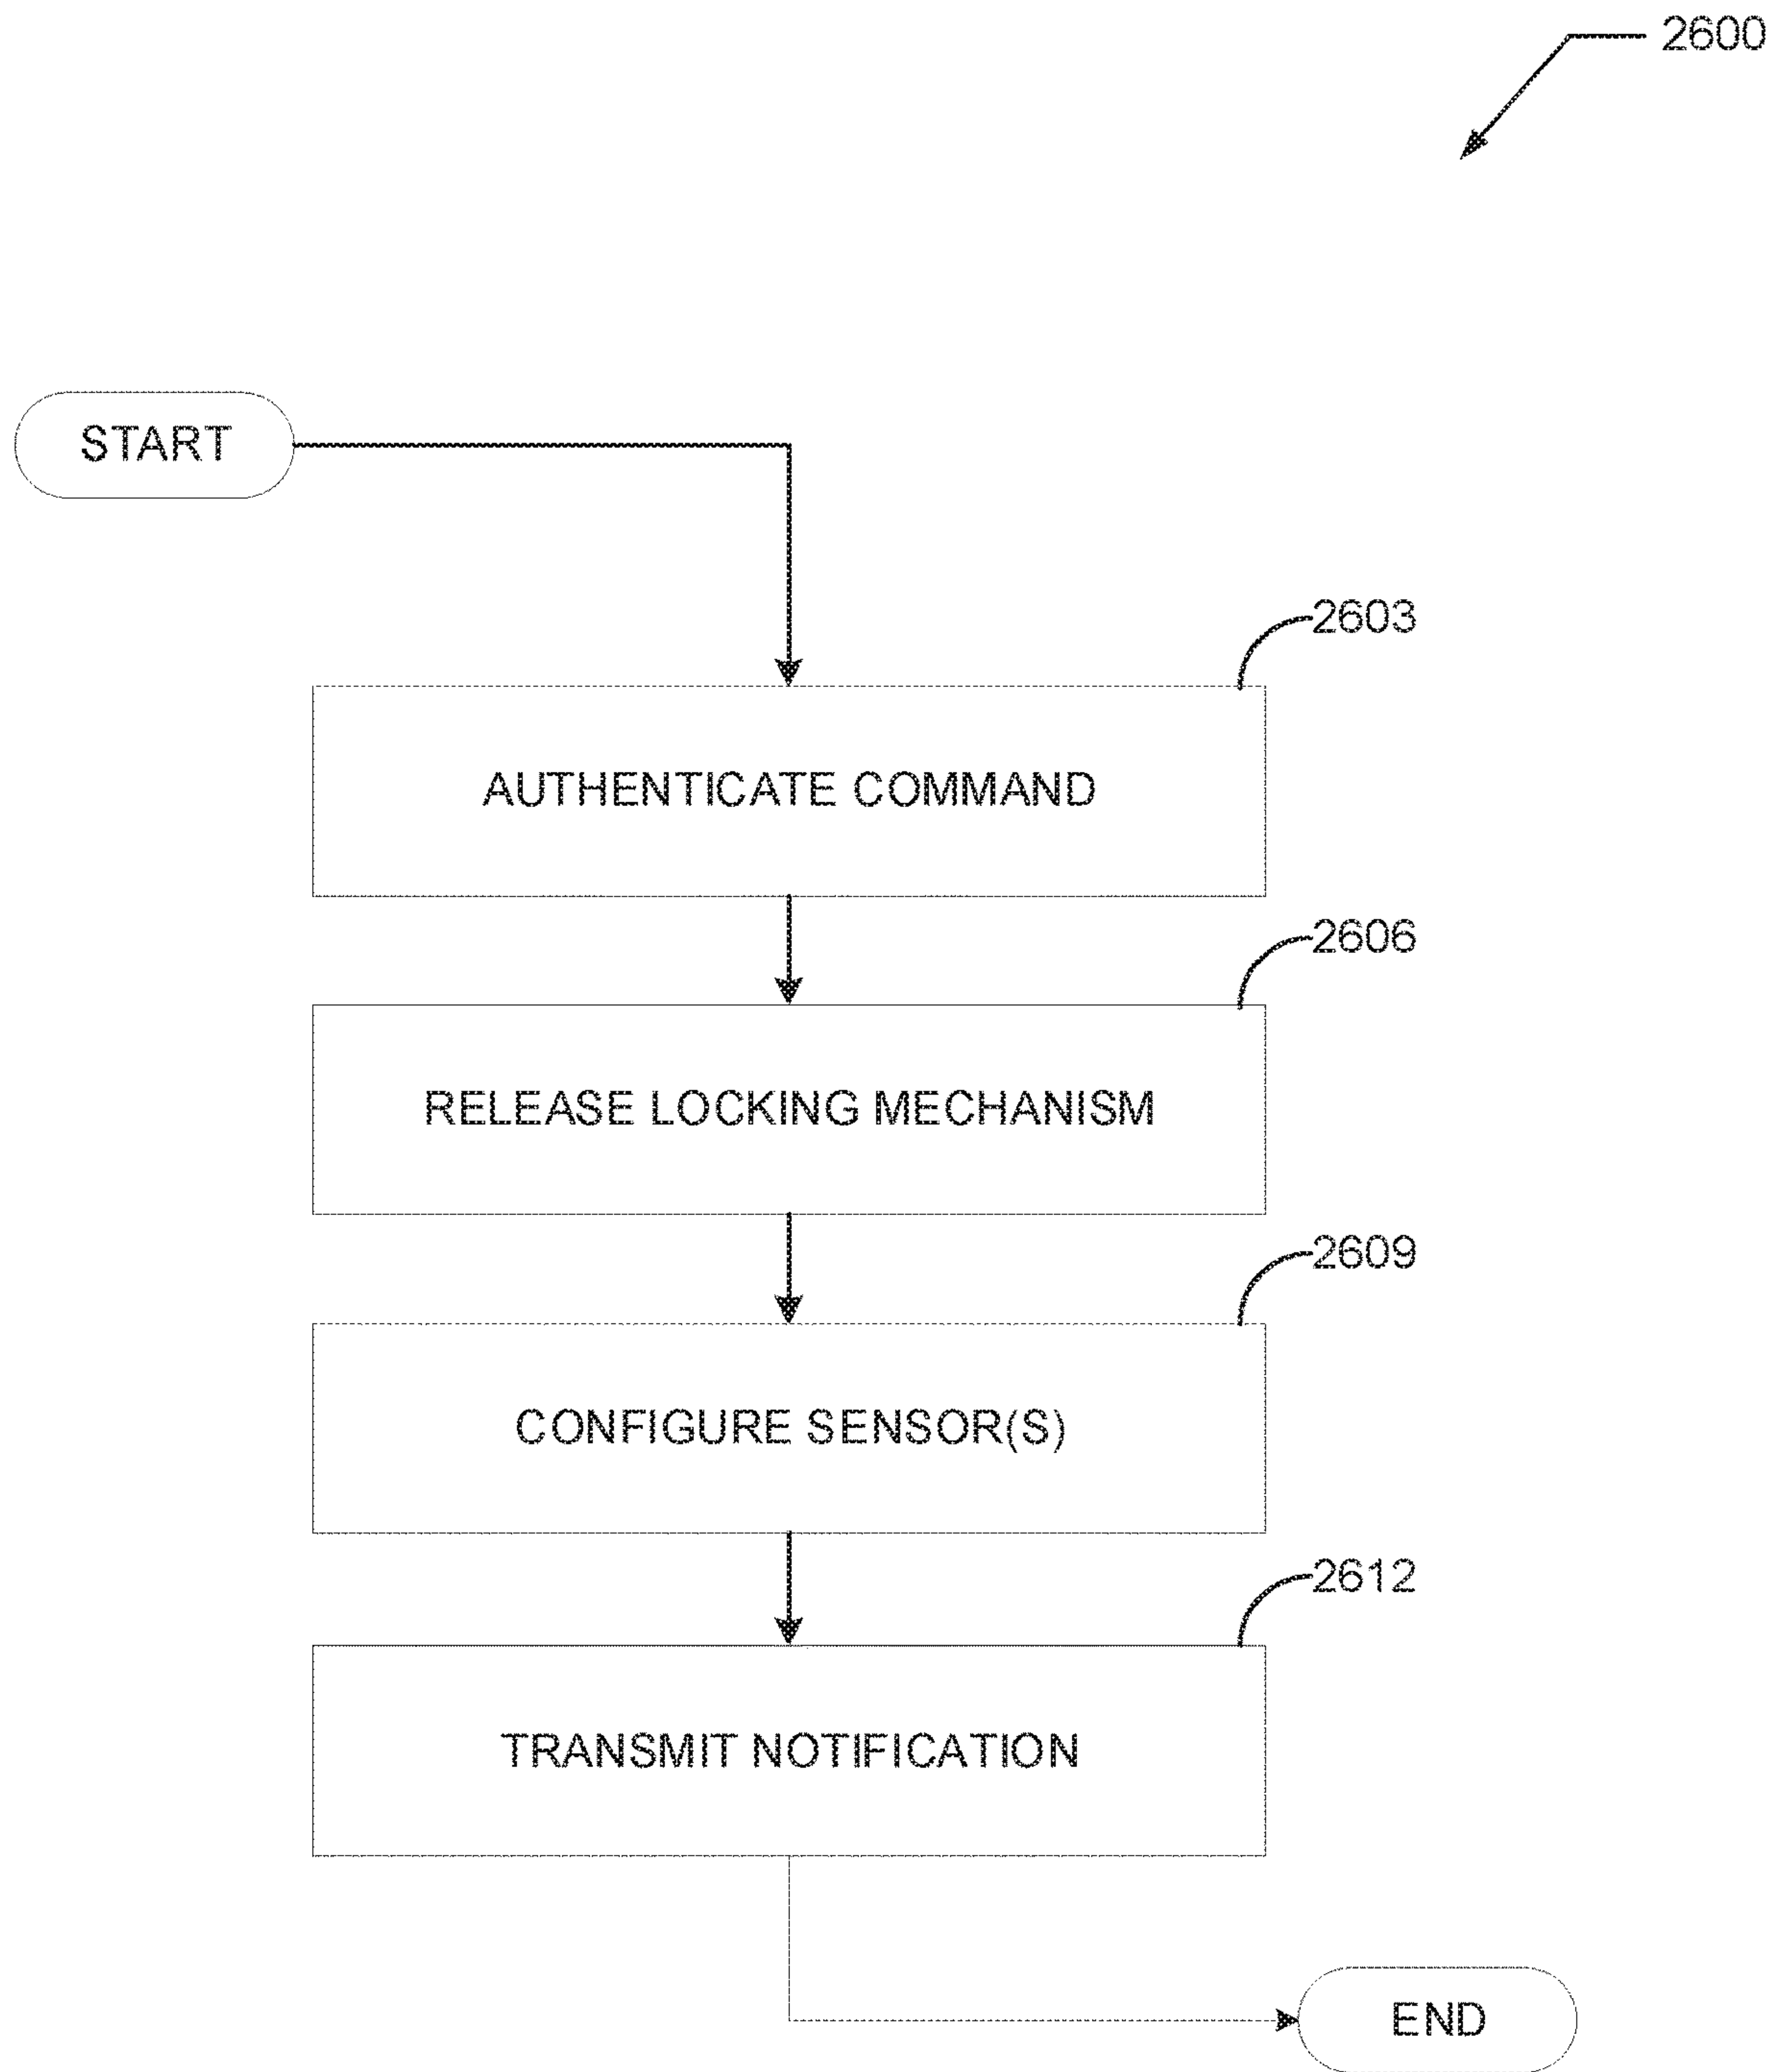 2600
START
2603
AUTHENTICATE COMMAND
2606
RELEASE LOCKING MECHANISM
2609
CONFIGURE SENSOR(S)
2612
TRANSMIT NOTIFICATION
END